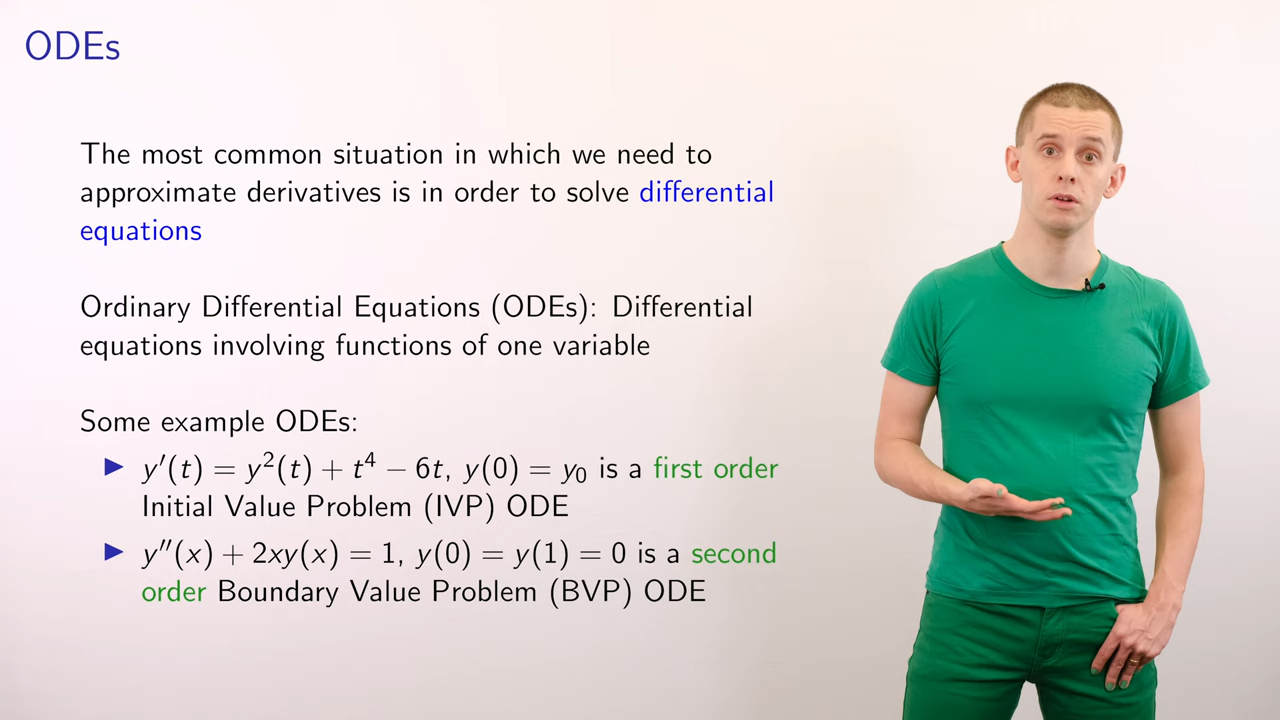 ODEs
The most common situation in which we need to
approximate derivatives is in order to solve differential
equations
Ordinary Differential Equations (ODEs): Differential
equations involving functions of one variable
Some example ODEs:
▶ y′(t) = y²(t) + t⁴ − 6t, y(0) = y₀ is a first order
Initial Value Problem (IVP) ODE
▶ y′′(x) + 2xy(x) = 1, y(0) = y(1) = 0 is a second
order Boundary Value Problem (BVP) ODE